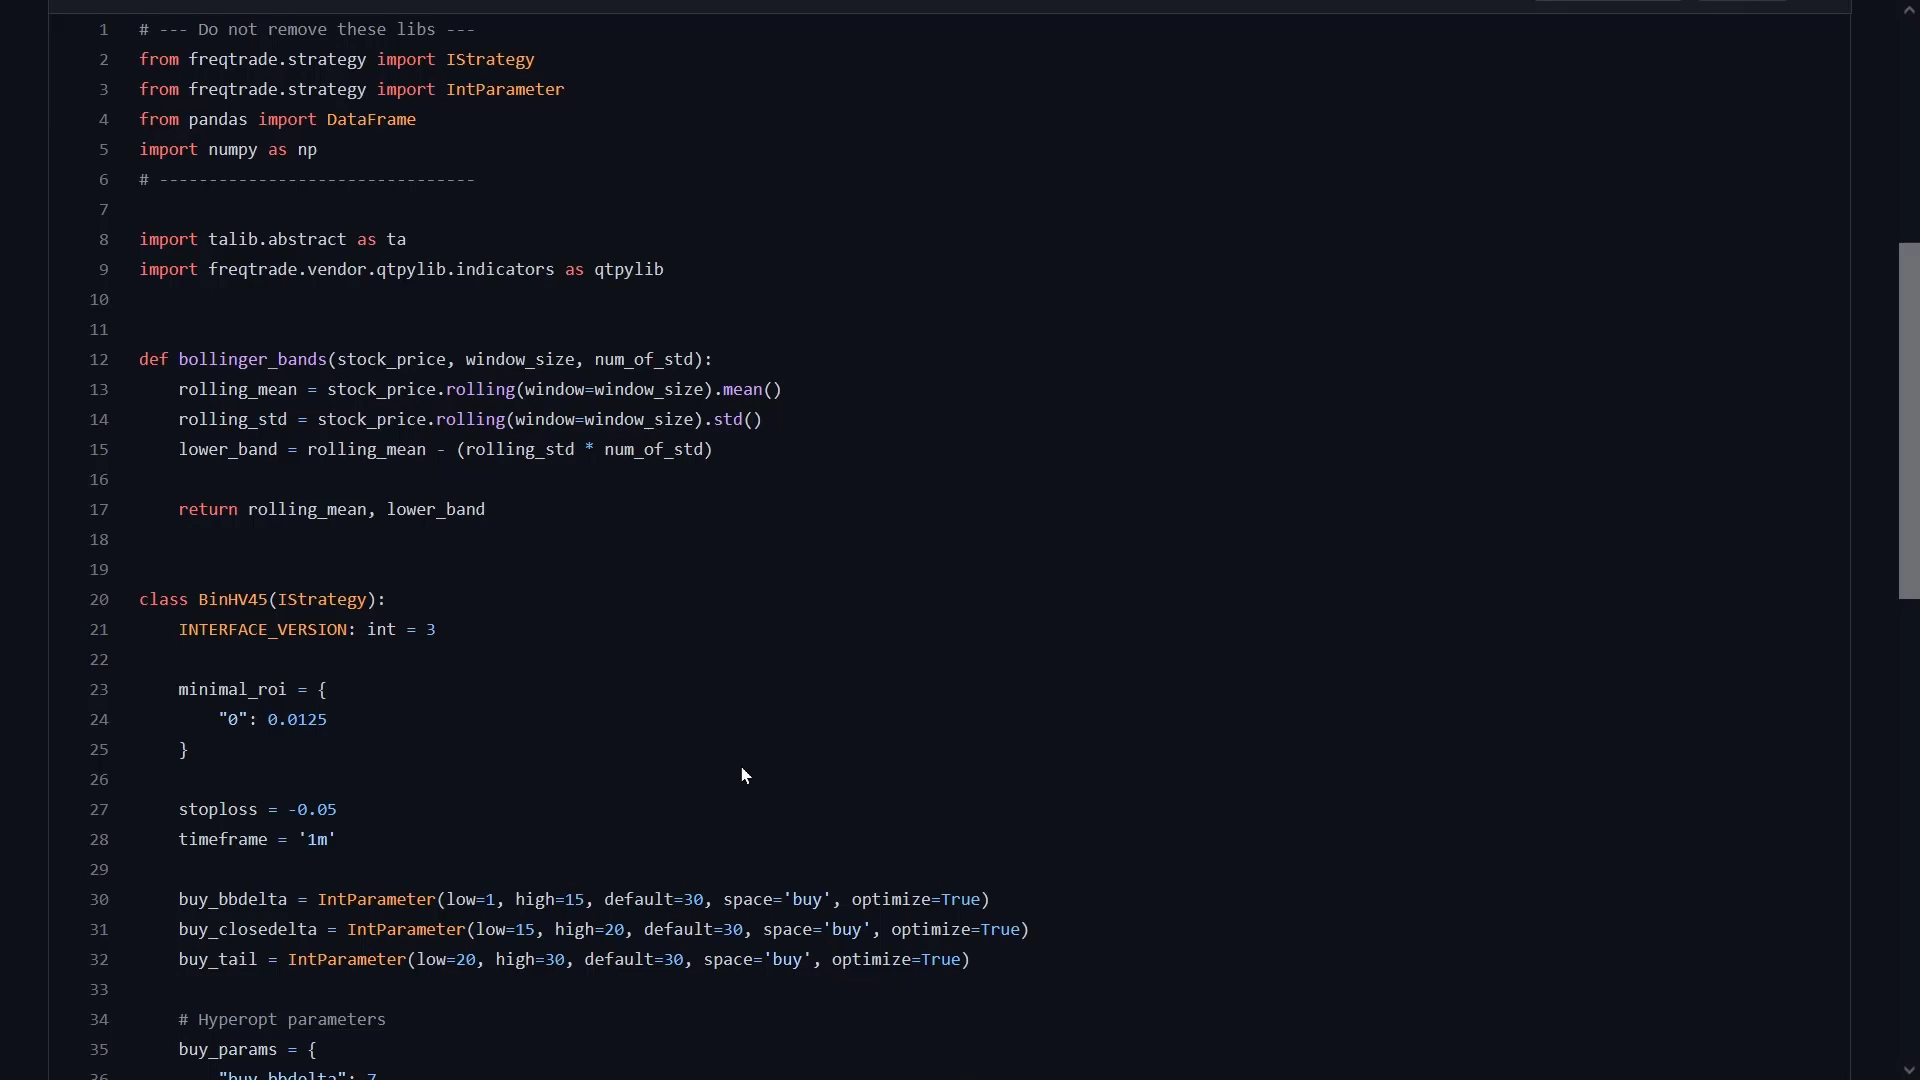 1 # --- Do not remove these libs ---
2 from freqtrade.strategy import IStrategy
3 from freqtrade.strategy import IntParameter
4 from pandas import DataFrame
5 import numpy as np
6 # --------------------------------
7
8 import talib.abstract as ta
9 import freqtrade.vendor.qtpylib.indicators as qtpylib
10
11
12 def bollinger_bands(stock_price, window_size, num_of_std):
13     rolling_mean = stock_price.rolling(window=window_size).mean()
14     rolling_std = stock_price.rolling(window=window_size).std()
15     lower_band = rolling_mean - (rolling_std * num_of_std)
16
17     return rolling_mean, lower_band
18
19
20 class BinHV45(IStrategy):
21     INTERFACE_VERSION: int = 3
22
23     minimal_roi = {
24         "0": 0.0125
25     }
26
27     stoploss = -0.05
28     timeframe = '1m'
29
30     buy_bbdelta = IntParameter(low=1, high=15, default=30, space='buy', optimize=True)
31     buy_closedelta = IntParameter(low=15, high=20, default=30, space='buy', optimize=True)
32     buy_tail = IntParameter(low=20, high=30, default=30, space='buy', optimize=True)
33
34     # Hyperopt parameters
35     buy_params = {
36         "buy_bbdelta": 7